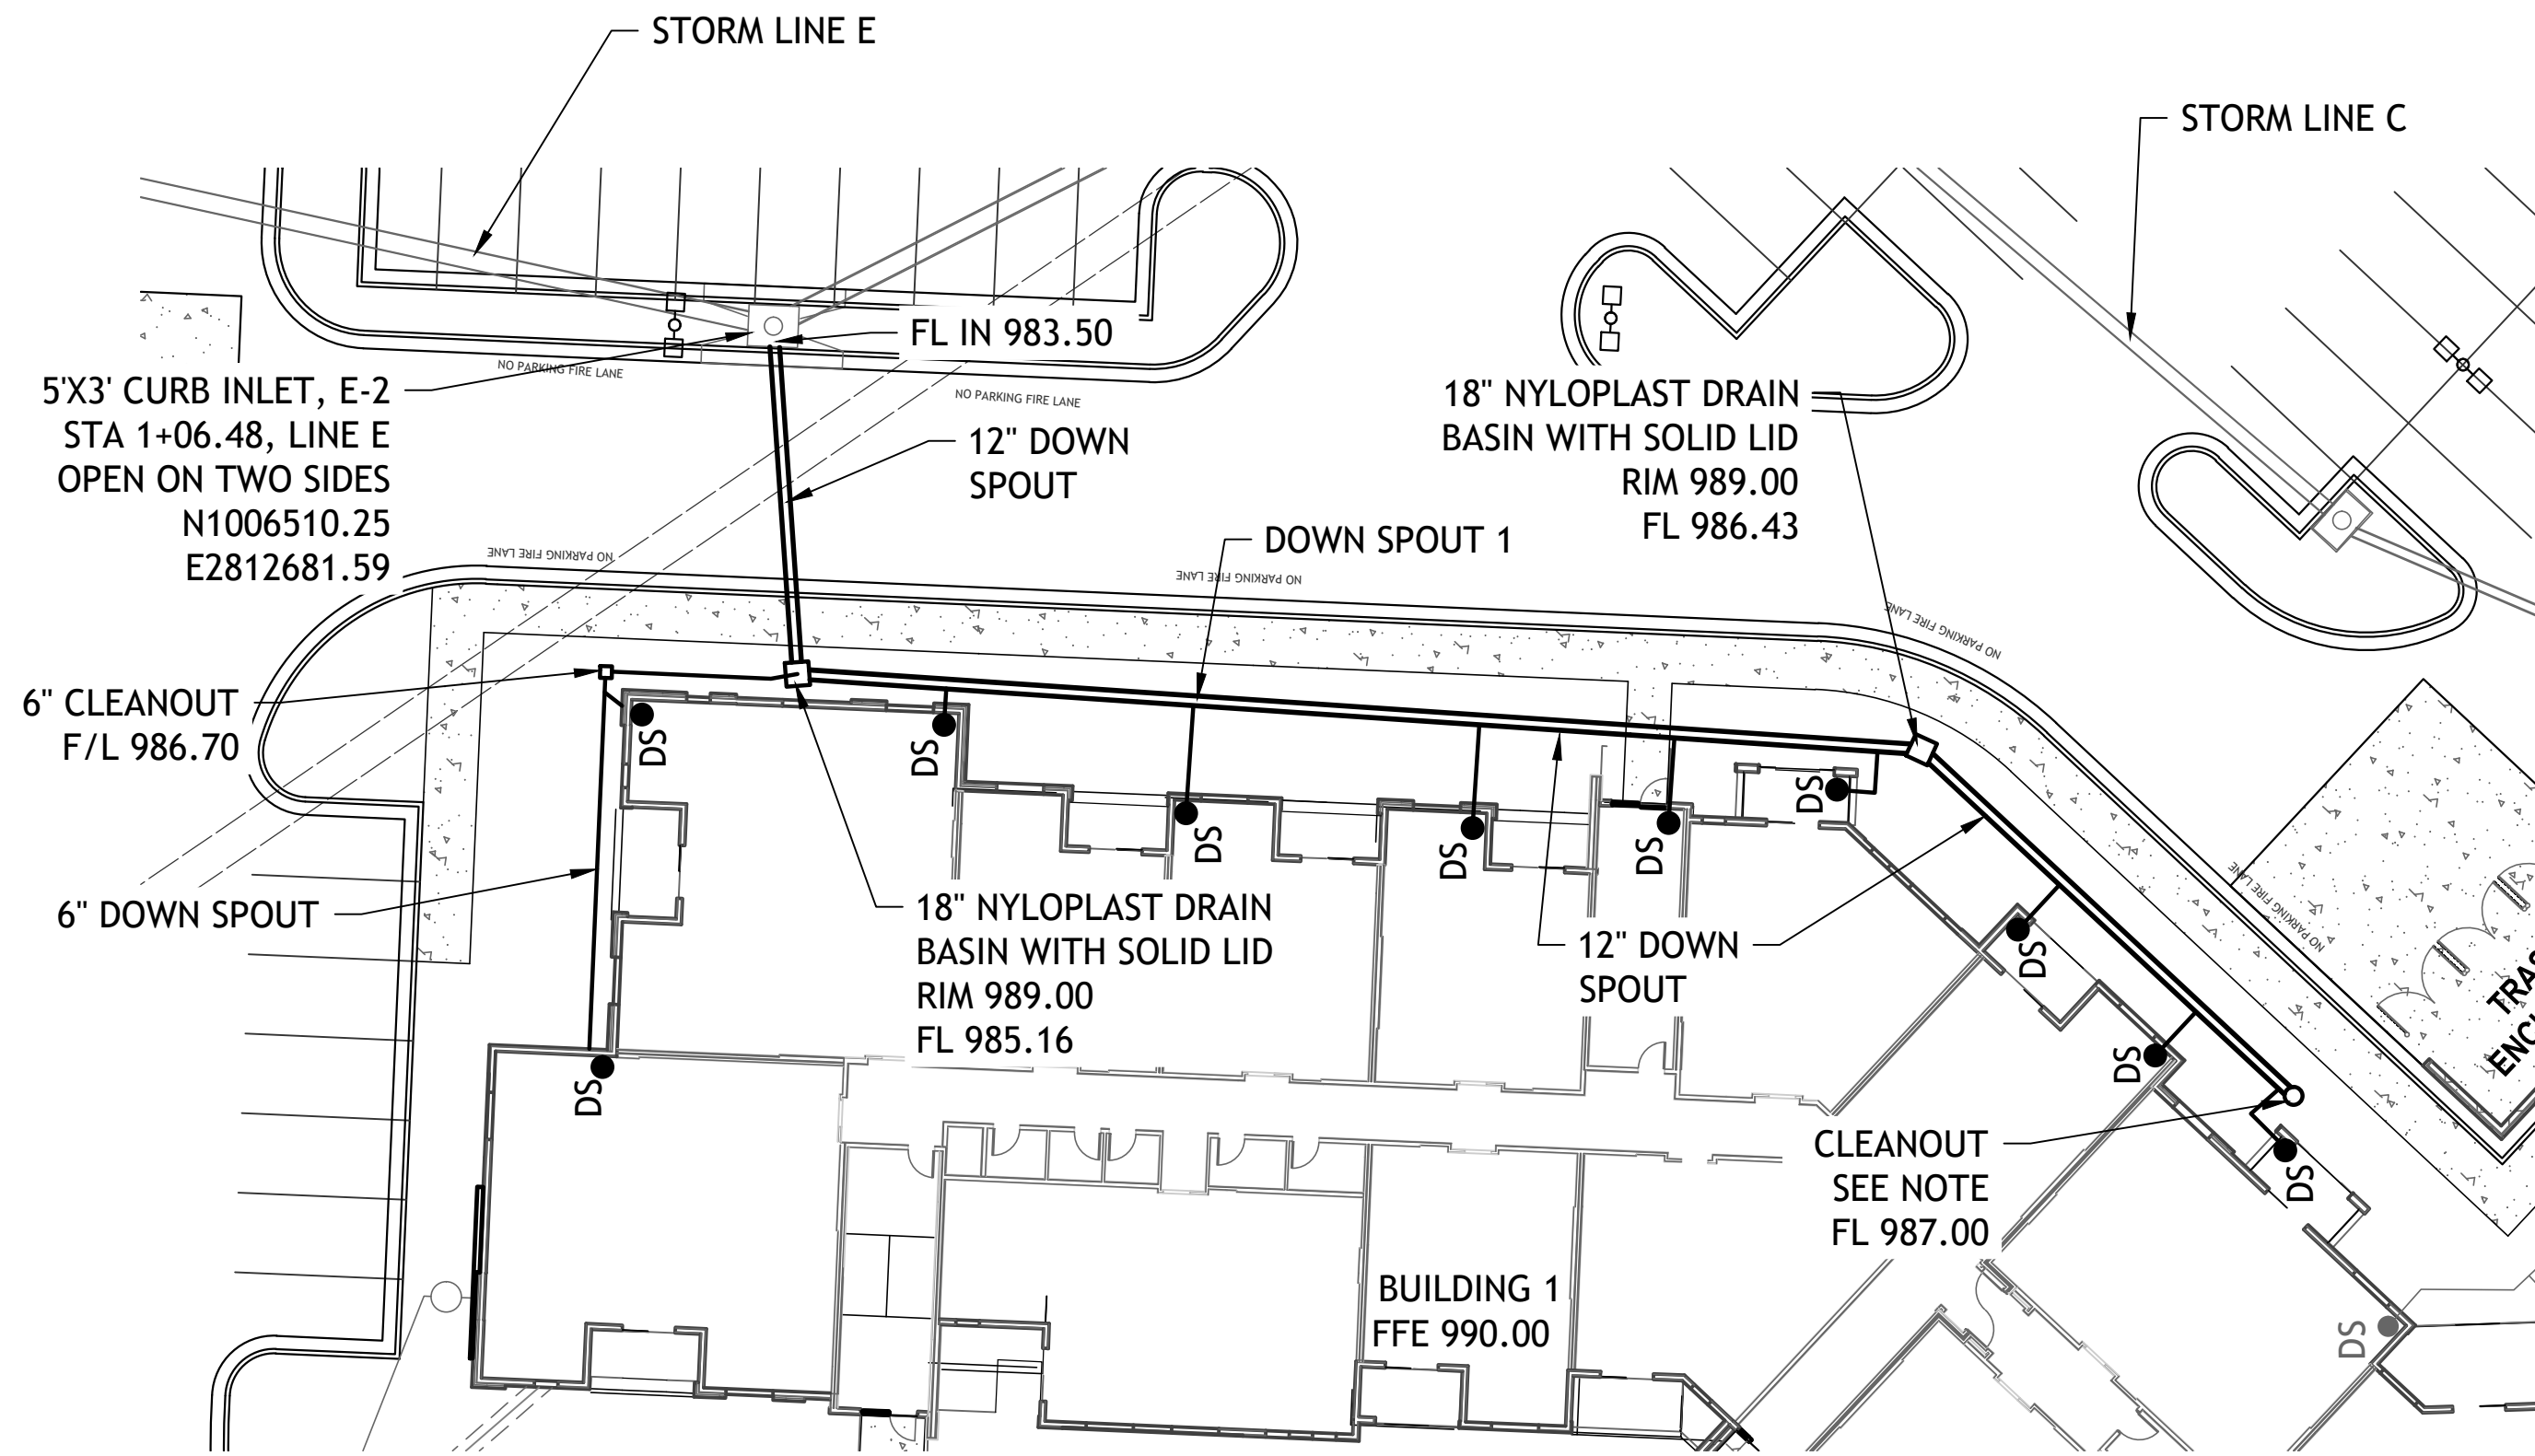 STORM LINE E
STORM LINE C
FL IN 983.50
NO PARKING FIRE LANE
NO PARKING FIRE LANE
5'X3' CURB INLET, E-2
STA 1+06.48, LINE E
OPEN ON TWO SIDES
N1006510.25
E2812681.59
12" DOWN
SPOUT
18" NYLOPLAST DRAIN
BASIN WITH SOLID LID
RIM 989.00
FL 986.43
DOWN SPOUT 1
NO PARKING FIRE LANE
NO PARKING FIRE LANE
NO PARKING FIRE LANE
6" CLEANOUT
F/L 986.70
DS
DS
DS
DS
DS
DS
6" DOWN SPOUT
18" NYLOPLAST DRAIN
BASIN WITH SOLID LID
RIM 989.00
FL 985.16
12" DOWN
SPOUT
NO PARKING FIRE LANE
DS
DS
DS
DS
CLEANOUT
SEE NOTE
FL 987.00
BUILDING 1
FFE 990.00
DS